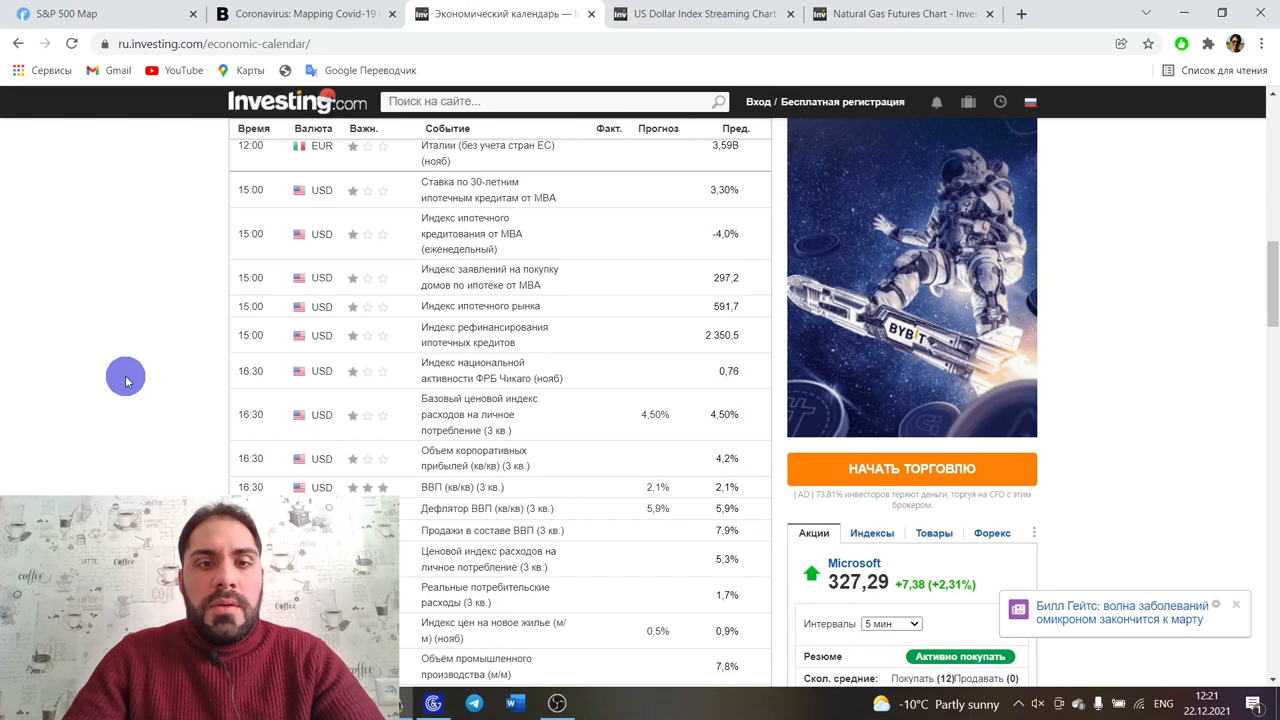 S&P 500 Map
Coronavirus: Mapping Covid-19
Экономический календарь — I
US Dollar Index Streaming Chart
Natural Gas Futures Chart - Inves
ru.investing.com/economic-calendar/
Сервисы
Gmail
YouTube
Карты
Google Переводчик
Список для чтения
Investing.com
Поиск на сайте...
Вход / Бесплатная регистрация
Время Валюта Важн. Событие Факт. Прогноз Пред.
12:00 EUR Италии (без учета стран ЕС) 3,59B
(нояб)
15:00 USD Ставка по 30-летним 3,30%
ипотечным кредитам от MBA
15:00 USD Индекс ипотечного -4,0%
кредитования от MBA
(еженедельный)
15:00 USD Индекс заявлений на покупку 297,2
домов по ипотеке от MBA
15:00 USD Индекс ипотечного рынка 591,7
15:00 USD Индекс рефинансирования 2.350,5
ипотечных кредитов
16:30 USD Индекс национальной 0,76
активности ФРБ Чикаго (нояб)
16:30 USD Базовый ценовой индекс 4,50% 4,50%
расходов на личное
потребление (3 кв.)
16:30 USD Объем корпоративных 4,2%
прибылей (кв/кв) (3 кв.)
16:30 USD ВВП (кв/кв) (3 кв.) 2,1% 2,1%
Дефлятор ВВП (кв/кв) (3 кв.) 5,9% 5,9%
Продажи в составе ВВП (3 кв.) 7,9%
Ценовой индекс расходов на 5,3%
личное потребление (3 кв.)
Реальные потребительские 1,7%
расходы (3 кв.)
Индекс цен на новое жилье (м/ 0,5% 0,9%
м) (нояб)
Объём промышленного 7,8%
производства (м/м)
BYBIT
НАЧАТЬ ТОРГОВЛЮ
| AD | 73.81% инвесторов теряют деньги, торгуя на CFD с этим
брокером.
Акции Индексы Товары Форекс
Microsoft
327,29 +7,38 (+2,31%)
Интервалы 5 мин
Резюме Активно покупать
Скол. средние: Покупать (12)Продавать (0)
Билл Гейтс: волна заболеваний
омикроном закончится к марту
coffee
LATTE
coffee
-10°C Partly sunny
12:21
22.12.2021